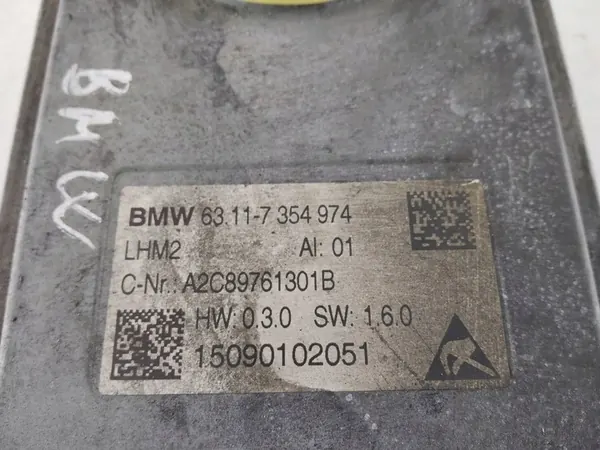 BMW
BMW 63.11-7 354 974
LHM2 AI: 01
C-Nr.: A2C89761301B
HW: 0.3.0 SW: 1.6.0
15090102051